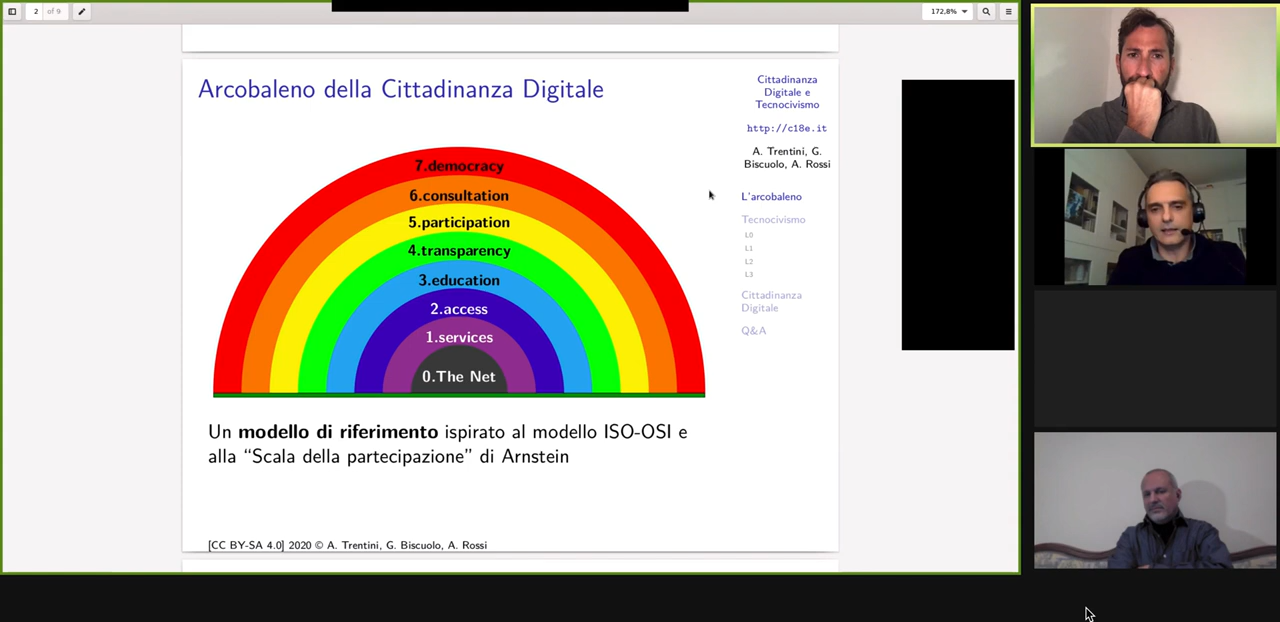 2 of 9
172,8%
Arcobaleno della Cittadinanza Digitale
7.democracy
6.consultation
5.participation
4.transparency
3.education
2.access
1.services
0.The Net
Un modello di riferimento ispirato al modello ISO-OSI e
alla “Scala della partecipazione” di Arnstein
[CC BY-SA 4.0] 2020 © A. Trentini, G. Biscuolo, A. Rossi
Cittadinanza
Digitale e
Tecnocivismo
http://c18e.it
A. Trentini, G.
Biscuolo, A. Rossi
L'arcobaleno
Tecnocivismo
L0
L1
L2
L3
Cittadinanza
Digitale
Q&A